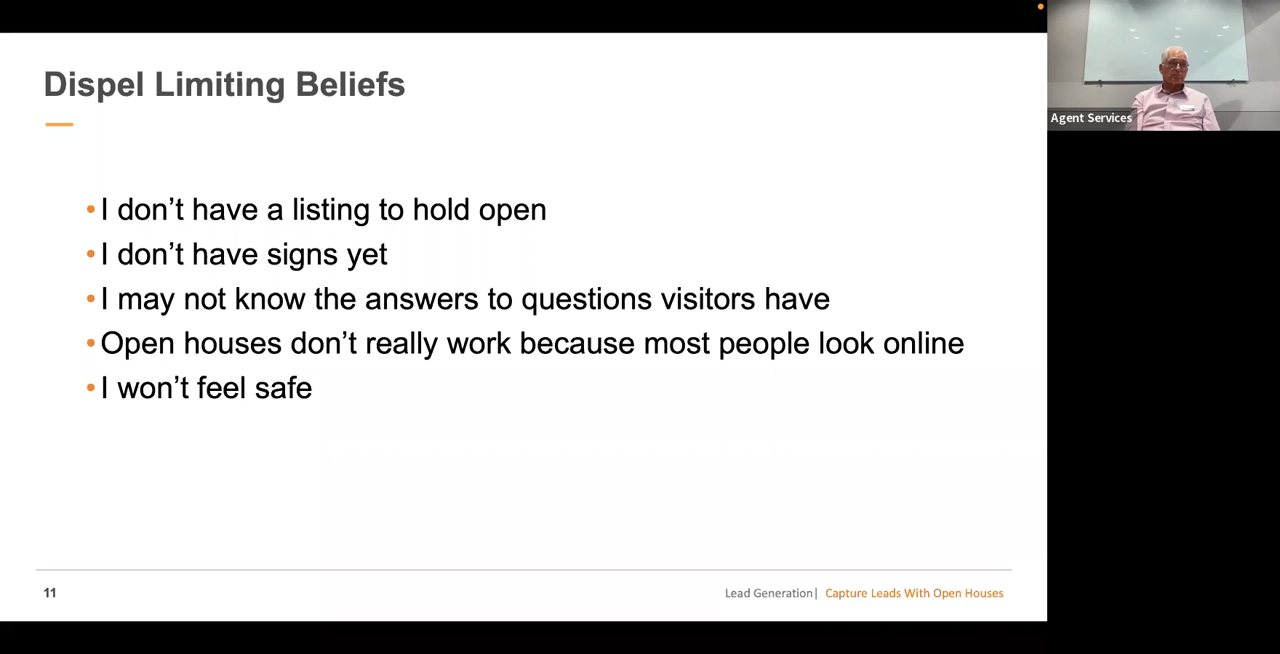 Dispel Limiting Beliefs
•I don’t have a listing to hold open
•I don’t have signs yet
•I may not know the answers to questions visitors have
•Open houses don’t really work because most people look online
•I won’t feel safe
11
Lead Generation| Capture Leads With Open Houses
Agent Services